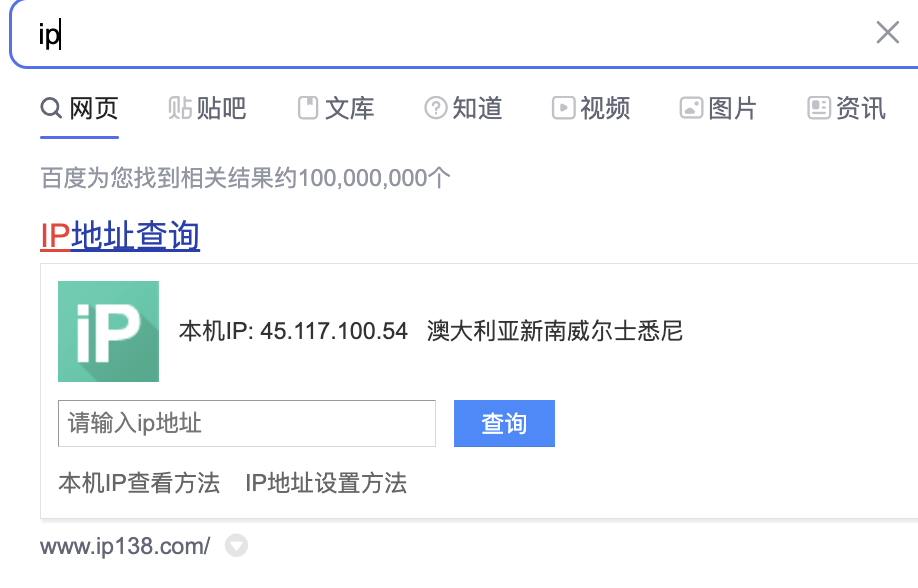 ip
网页 贴 贴吧 文库 知道 视频 图片 资讯
百度为您找到相关结果约100,000,000个
IP地址查询
iP 本机IP: 45.117.100.54 澳大利亚新南威尔士悉尼
请输入ip地址 查询
本机IP查看方法 IP地址设置方法
www.ip138.com/